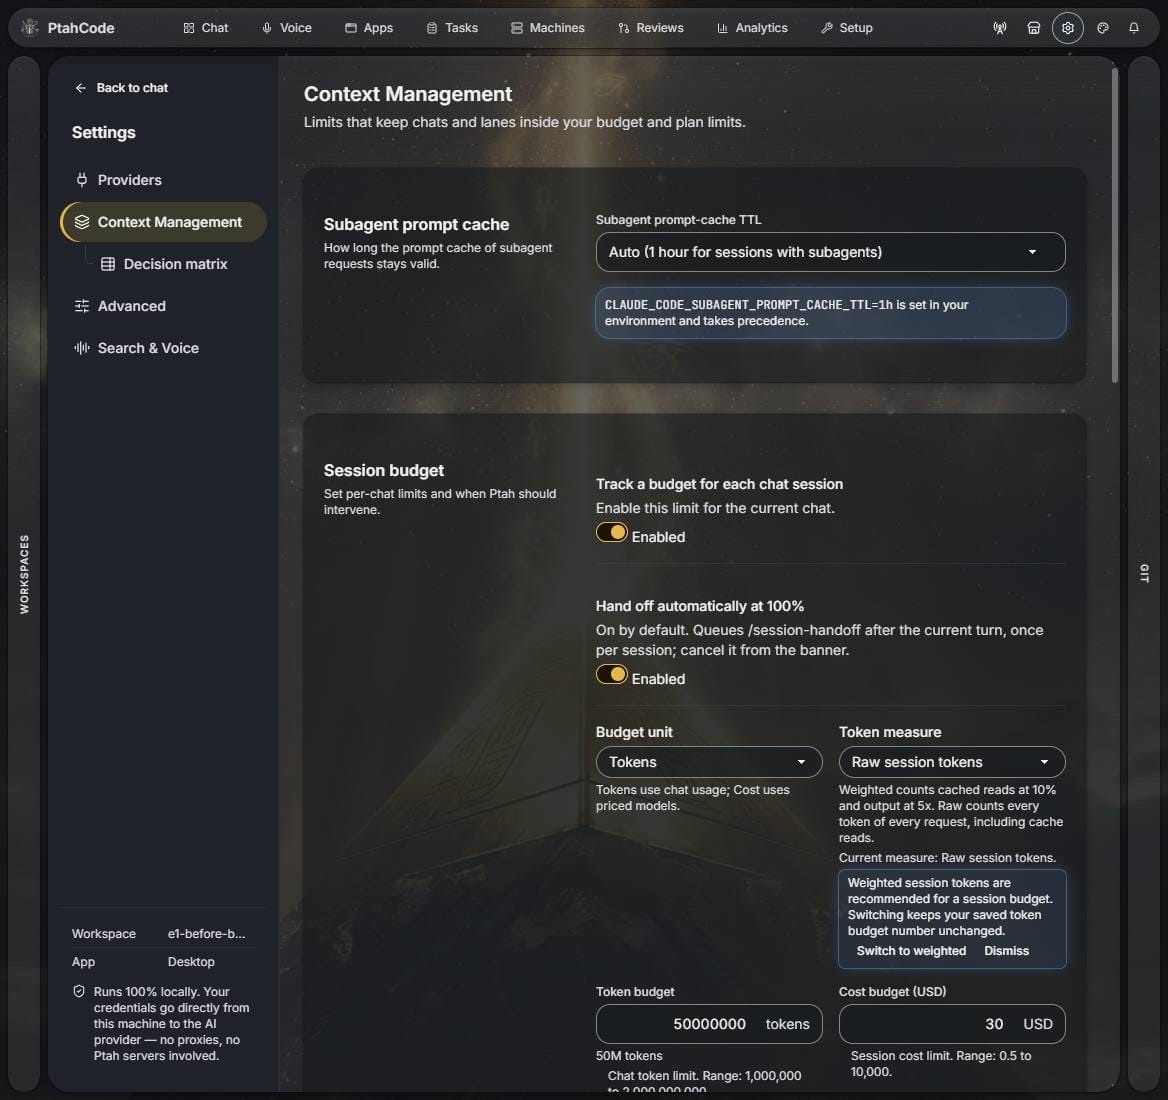 PtahCode
Chat
Voice
Apps
Tasks
Machines
Reviews
Analytics
Setup
WORKSPACES
Back to chat
Settings
Providers
Context Management
Decision matrix
Advanced
Search & Voice
Workspace e1-before-b...
App Desktop
Runs 100% locally. Your
credentials go directly from
this machine to the AI
provider — no proxies, no
Ptah servers involved.
Context Management
Limits that keep chats and lanes inside your budget and plan limits.
Subagent prompt cache
How long the prompt cache of subagent
requests stays valid.
Subagent prompt-cache TTL
Auto (1 hour for sessions with subagents)
CLAUDE_CODE_SUBAGENT_PROMPT_CACHE_TTL=1h is set in your
environment and takes precedence.
Session budget
Set per-chat limits and when Ptah should
intervene.
Track a budget for each chat session
Enable this limit for the current chat.
Enabled
Hand off automatically at 100%
On by default. Queues /session-handoff after the current turn, once
per session; cancel it from the banner.
Enabled
Budget unit
Tokens
Tokens use chat usage; Cost uses
priced models.
Token measure
Raw session tokens
Weighted counts cached reads at 10%
and output at 5x. Raw counts every
token of every request, including cache
reads.
Current measure: Raw session tokens.
Weighted session tokens are
recommended for a session budget.
Switching keeps your saved token
budget number unchanged.
Switch to weighted Dismiss
Token budget
50000000 tokens
50M tokens
Chat token limit. Range: 1,000,000
to 2,000,000,000.
Cost budget (USD)
30 USD
Session cost limit. Range: 0.5 to
10,000.
GIT